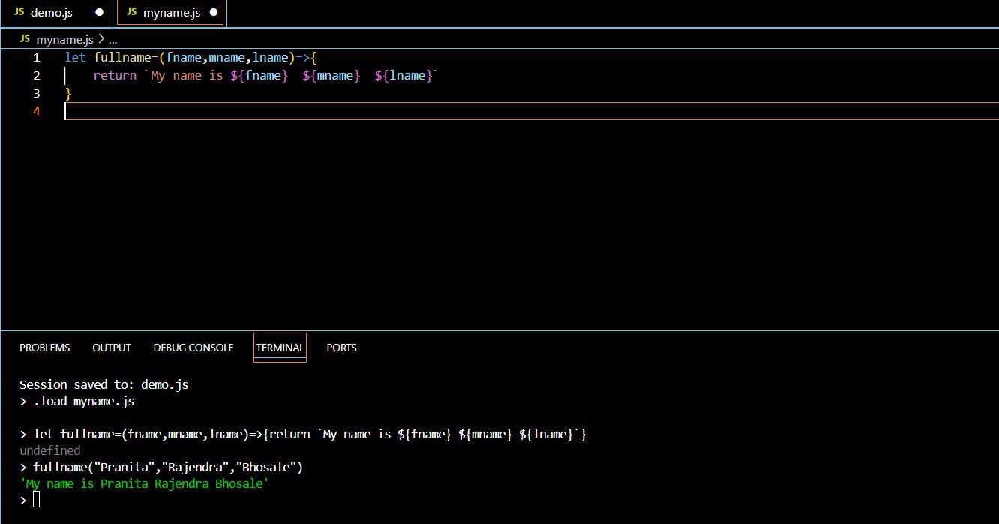 JS demo.js ● JS myname.js ●
JS myname.js > ...
1 let fullname=(fname,mname,lname)=>{
2     return `My name is ${fname}  ${mname}  ${lname}`
3 }
4
PROBLEMS OUTPUT DEBUG CONSOLE TERMINAL PORTS
Session saved to: demo.js
> .load myname.js
> let fullname=(fname,mname,lname)=>{return `My name is ${fname} ${mname} ${lname}`}
undefined
> fullname("Pranita","Rajendra","Bhosale")
'My name is Pranita Rajendra Bhosale'
>